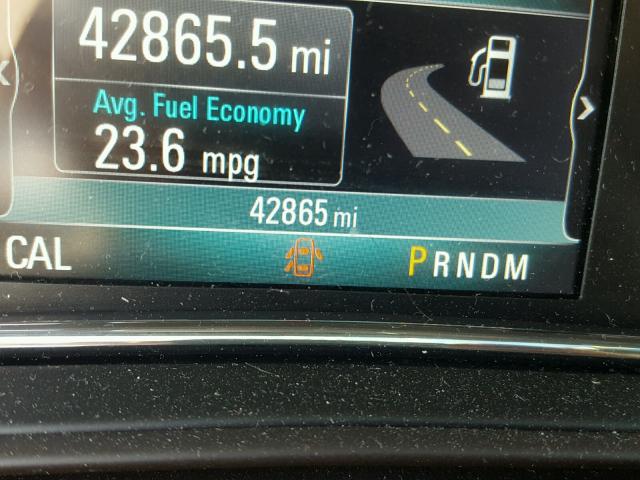 42865.5 mi
Avg. Fuel Economy
23.6 mpg
42865 mi
CAL
PRNDM